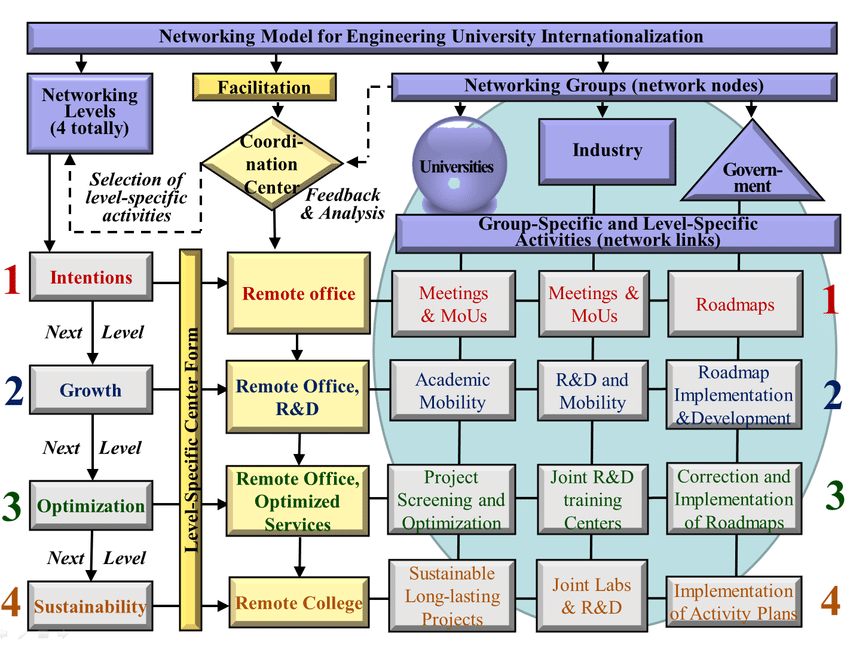 Networking Model for Engineering University Internationalization
Networking
Levels
(4 totally)
Facilitation
Networking Groups (network nodes)
Coordi-
nation
Center
Universities
Industry
Govern-
ment
Selection of
level-specific
activities
Feedback
& Analysis
Group-Specific and Level-Specific
Activities (network links)
Level-Specific Center Form
1
Intentions
Remote office
Meetings
& MoUs
Meetings &
MoUs
Roadmaps
1
Next Level
2
Growth
Remote Office,
R&D
Academic
Mobility
R&D and
Mobility
Roadmap
Implementation
&Development
2
Next Level
3
Optimization
Remote Office,
Optimized
Services
Project
Screening and
Optimization
Joint R&D
training
Centers
Correction and
Implementation
of Roadmaps
3
Next Level
4
Sustainability
Remote College
Sustainable
Long-lasting
Projects
Joint Labs
& R&D
Implementation
of Activity Plans
4